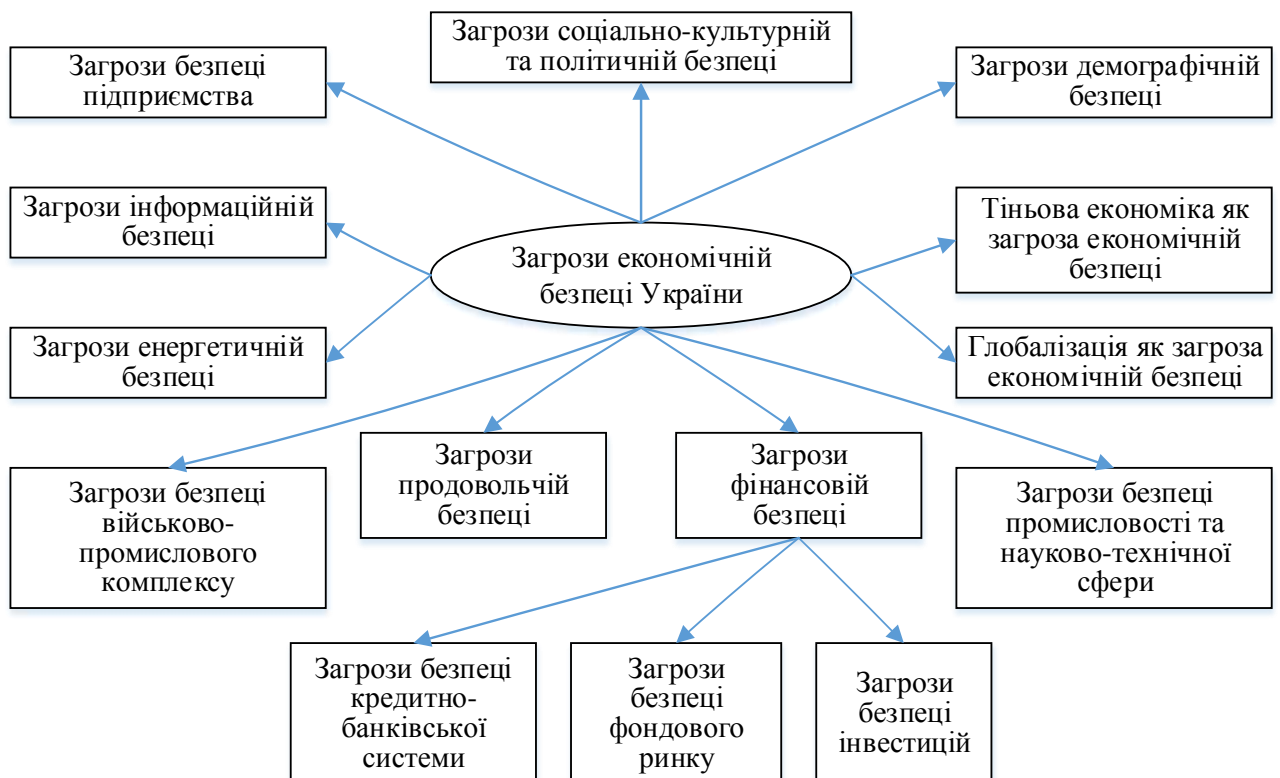 Загрози соціально-культурній
та політичній безпеці
Загрози безпеці
підприємства
Загрози демографічній
безпеці
Загрози інформаційній
безпеці
Тіньова економіка як
загроза економічній
безпеці
Загрози економічній
безпеці України
Загрози енергетичній
безпеці
Глобалізація як загроза
економічній безпеці
Загрози безпеці
військово-
промислового
комплексу
Загрози
продовольчій
безпеці
Загрози
фінансовій
безпеці
Загрози безпеці
промисловості та
науково-технічної
сфери
Загрози безпеці
кредитно-
банківської
системи
Загрози
безпеці
фондового
ринку
Загрози
безпеці
інвестицій